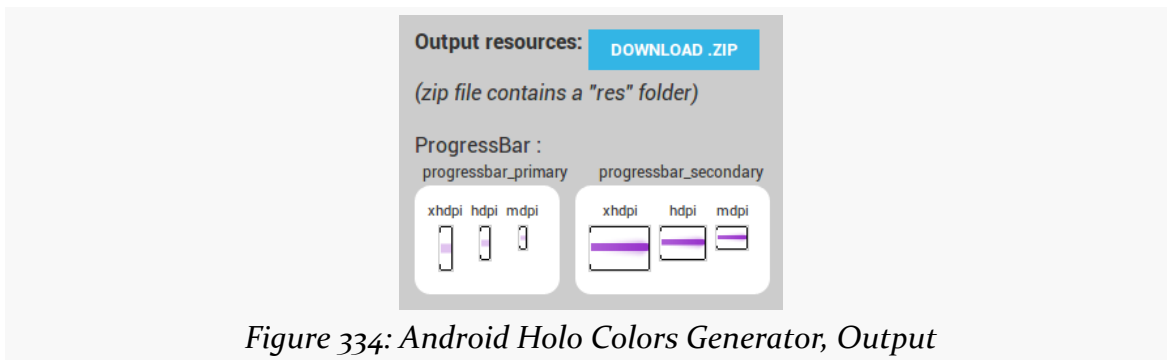 Output resources: DOWNLOAD .ZIP
(zip file contains a "res" folder)
ProgressBar :
progressbar_primary progressbar_secondary
xhdpi hdpi mdpi xhdpi hdpi mdpi
Figure 334: Android Holo Colors Generator, Output